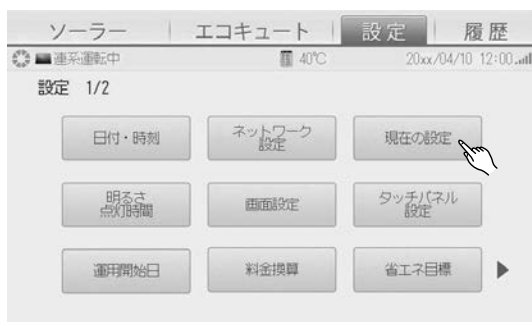 ソーラー エコキュート 設定 履歴
連系運転中 40℃ 20xx/04/10 12:00
設定 1/2
日付・時刻 ネットワーク設定 現在の設定
明るさ点灯時間 画面設定 タッチパネル設定
運用開始日 料金換算 省エネ目標